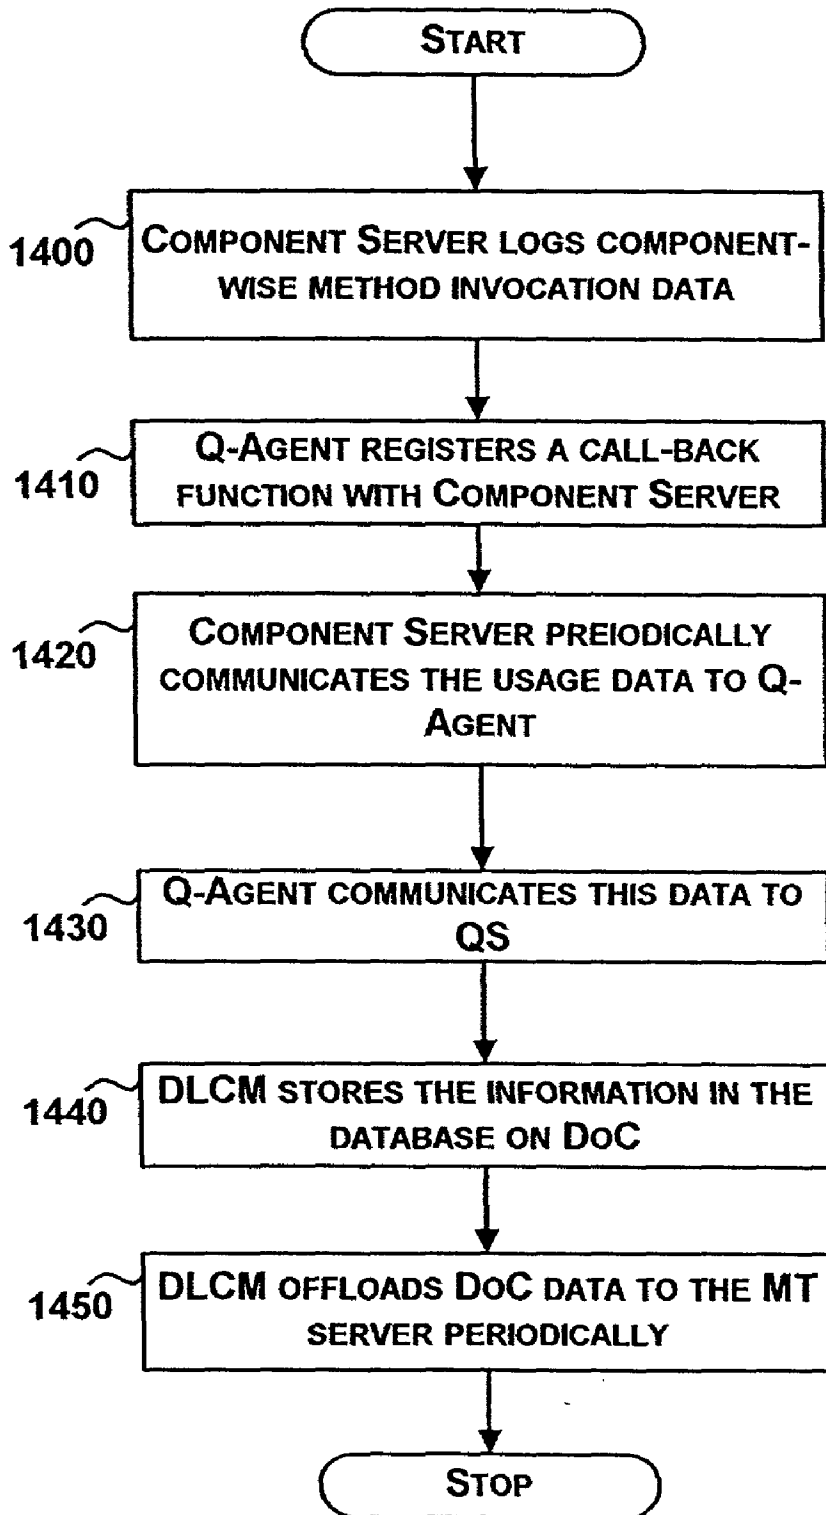 START
1400
COMPONENT SERVER LOGS COMPONENT-
WISE METHOD INVOCATION DATA
1410
Q-AGENT REGISTERS A CALL-BACK
FUNCTION WITH COMPONENT SERVER
1420
COMPONENT SERVER PREIODICALLY
COMMUNICATES THE USAGE DATA TO Q-
AGENT
1430
Q-AGENT COMMUNICATES THIS DATA TO
QS
1440
DLCM STORES THE INFORMATION IN THE
DATABASE ON DOC
1450
DLCM OFFLOADS DOC DATA TO THE MT
SERVER PERIODICALLY
STOP